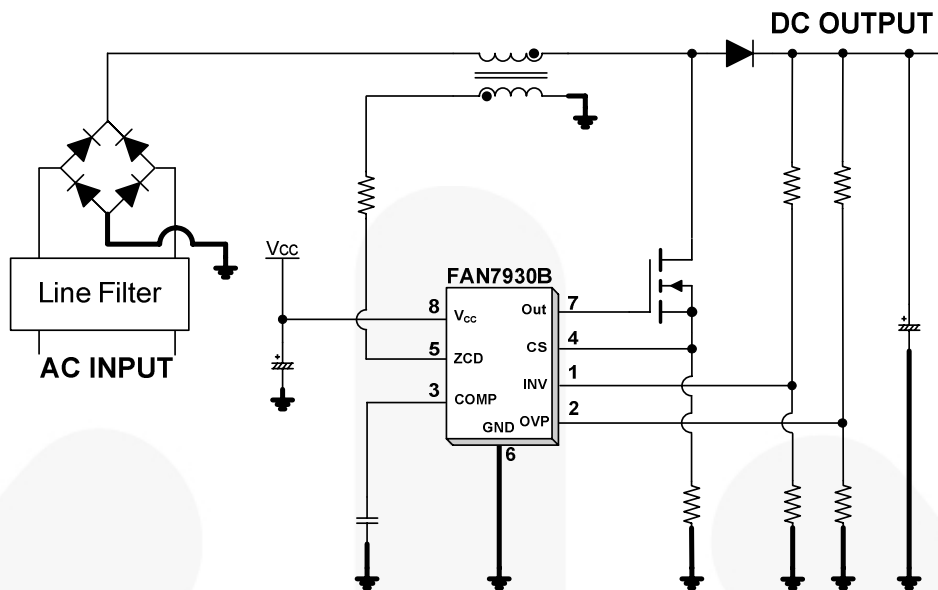 DC OUTPUT
Line Filter
AC INPUT
VCC
FAN7930B
8
VCC
5
ZCD
3
COMP
GND
6
Out
7
CS
4
INV
1
OVP
2
+
+